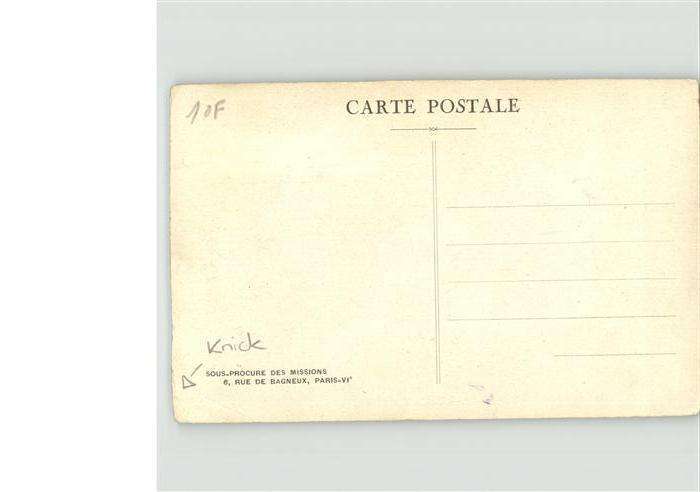 10F
CARTE POSTALE
Knick
SOUS-PROCURE DES MISSIONS
6, RUE DE BAGNEUX, PARIS-VIᵉ